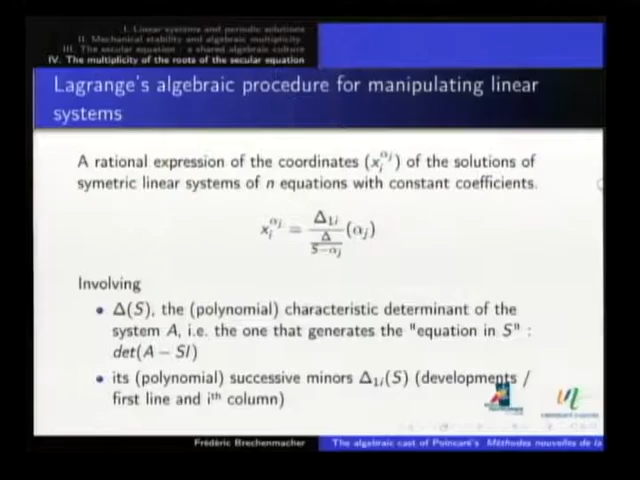 I. Linear systems and periodic solutions
II. Mechanical stability and algebraic multiplicity
III. The secular equation : a shared algebraic culture
IV. The multiplicity of the roots of the secular equation
Lagrange's algebraic procedure for manipulating linear
systems
A rational expression of the coordinates (x_i^{α_j}) of the solutions of
symetric linear systems of n equations with constant coefficients.
x_i^{α_j} = \frac{Δ_{1i}}{\frac{Δ}{S-α_j}}(α_j)
Involving
• Δ(S), the (polynomial) characteristic determinant of the
system A, i.e. the one that generates the "equation in S" :
det(A − SI)
• its (polynomial) successive minors Δ_{1i}(S) (developments /
first line and i^{th} column)
Frédéric Brechenmacher
The algebraic cast of Poincaré's Méthodes nouvelles de la